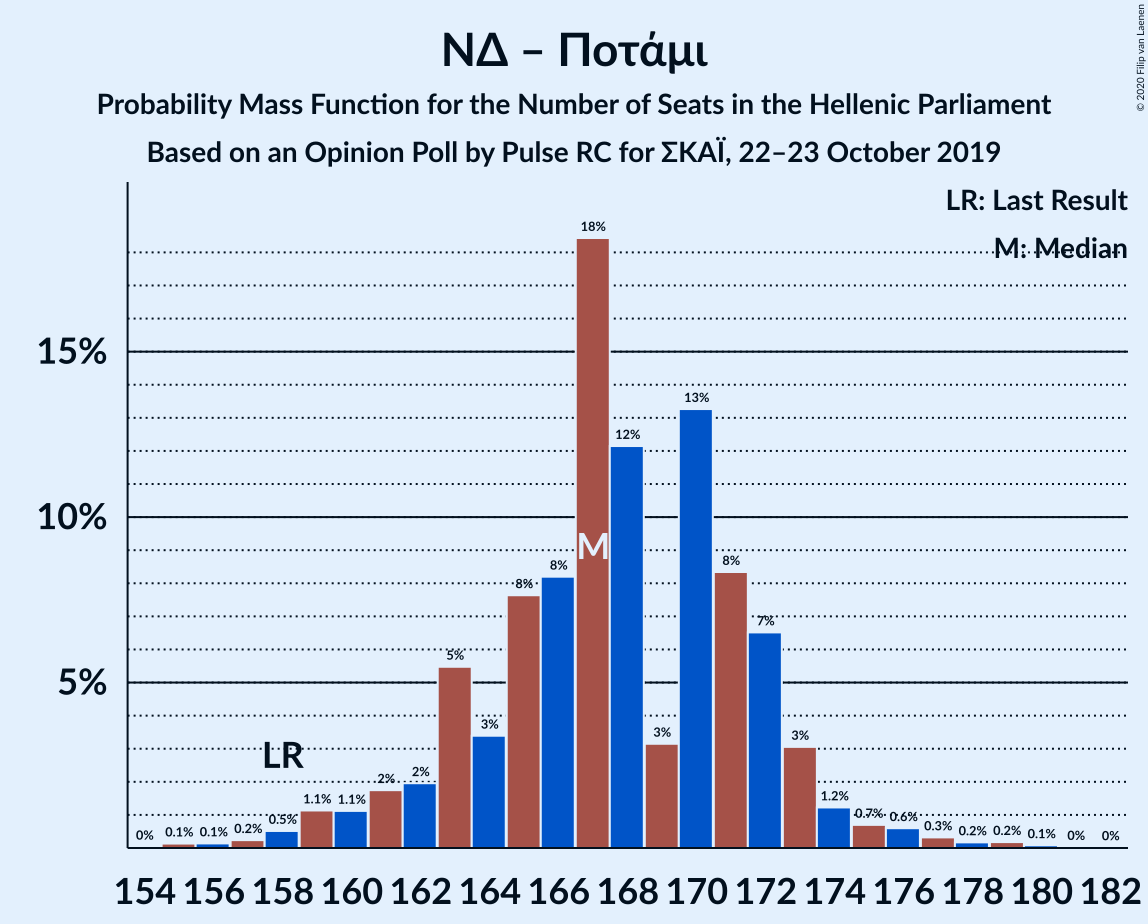 © 2020 Filip van Laenen
ΝΔ – Ποτάμι
Probability Mass Function for the Number of Seats in the Hellenic Parliament
Based on an Opinion Poll by Pulse RC for ΣΚΑΪ, 22–23 October 2019
LR: Last Result
M: Median
15%
10%
5%
0% 0.1% 0.1% 0.2% 0.5% 1.1% 1.1% 2% 2% 5% 3% 8% 8% 18% 12% 3% 13% 8% 7% 3% 1.2% 0.7% 0.6% 0.3% 0.2% 0.2% 0.1% 0% 0%
LR
M
154 156 158 160 162 164 166 168 170 172 174 176 178 180 182